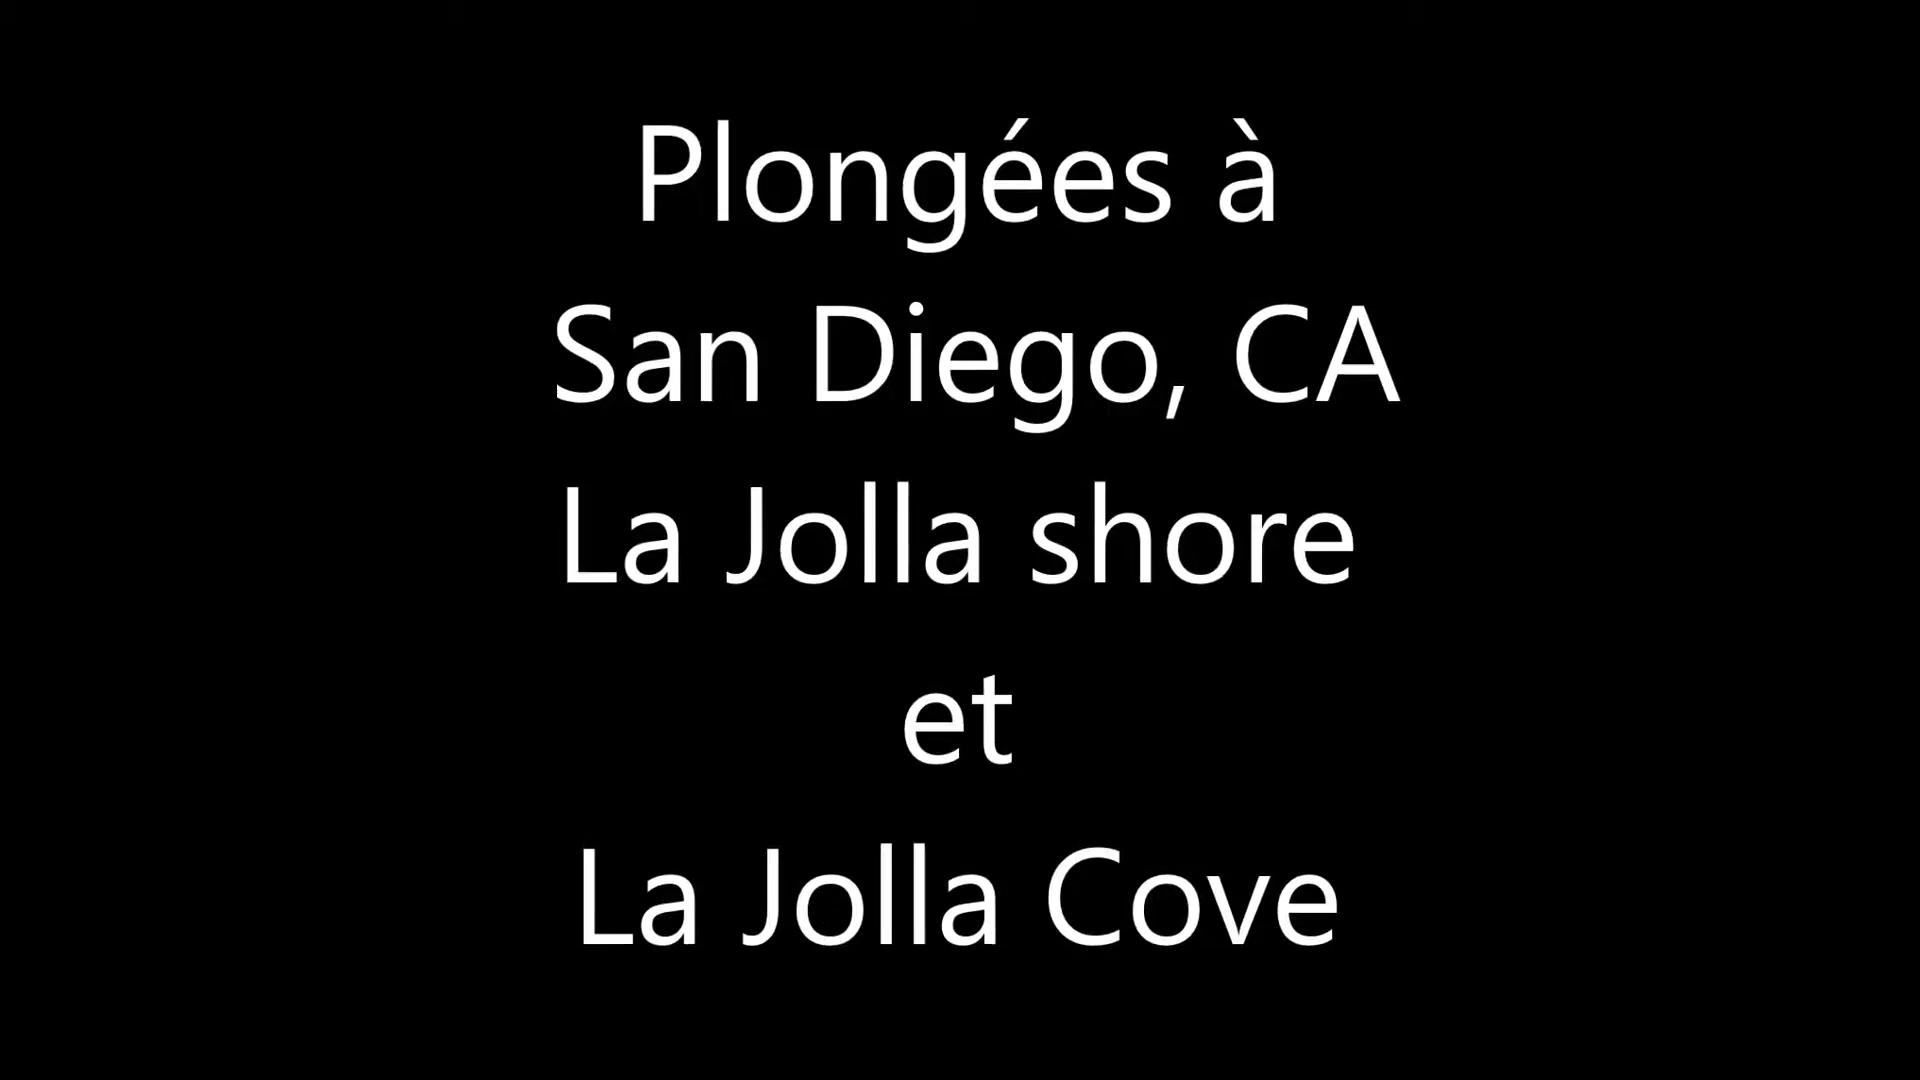 Plongées à
San Diego, CA
La Jolla shore
et
La Jolla Cove